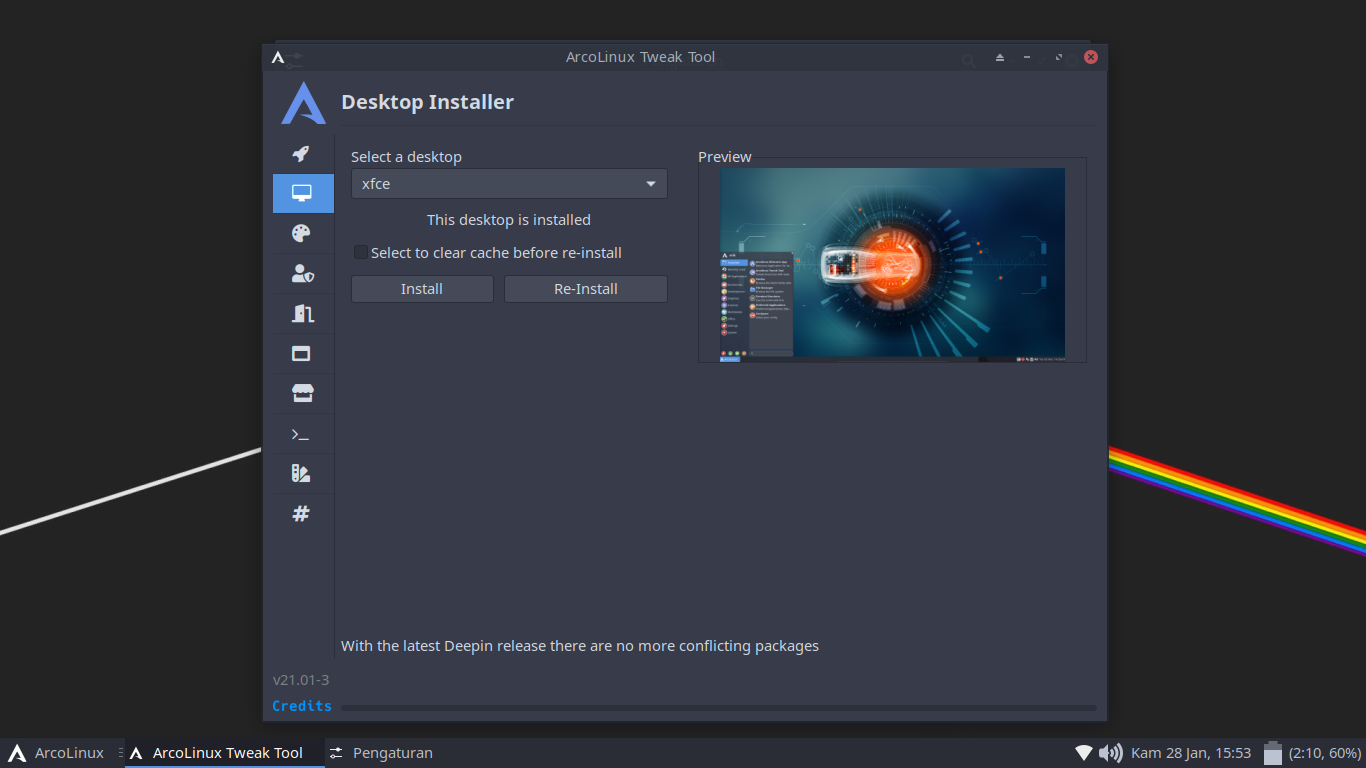 ArcoLinux Tweak Tool
Desktop Installer
Select a desktop
xfce
This desktop is installed
Select to clear cache before re-install
Install
Re-Install
Preview
With the latest Deepin release there are no more conflicting packages
v21.01-3
Credits
ArcoLinux
ArcoLinux Tweak Tool
Pengaturan
Kam 28 Jan, 15:53
(2:10, 60%)